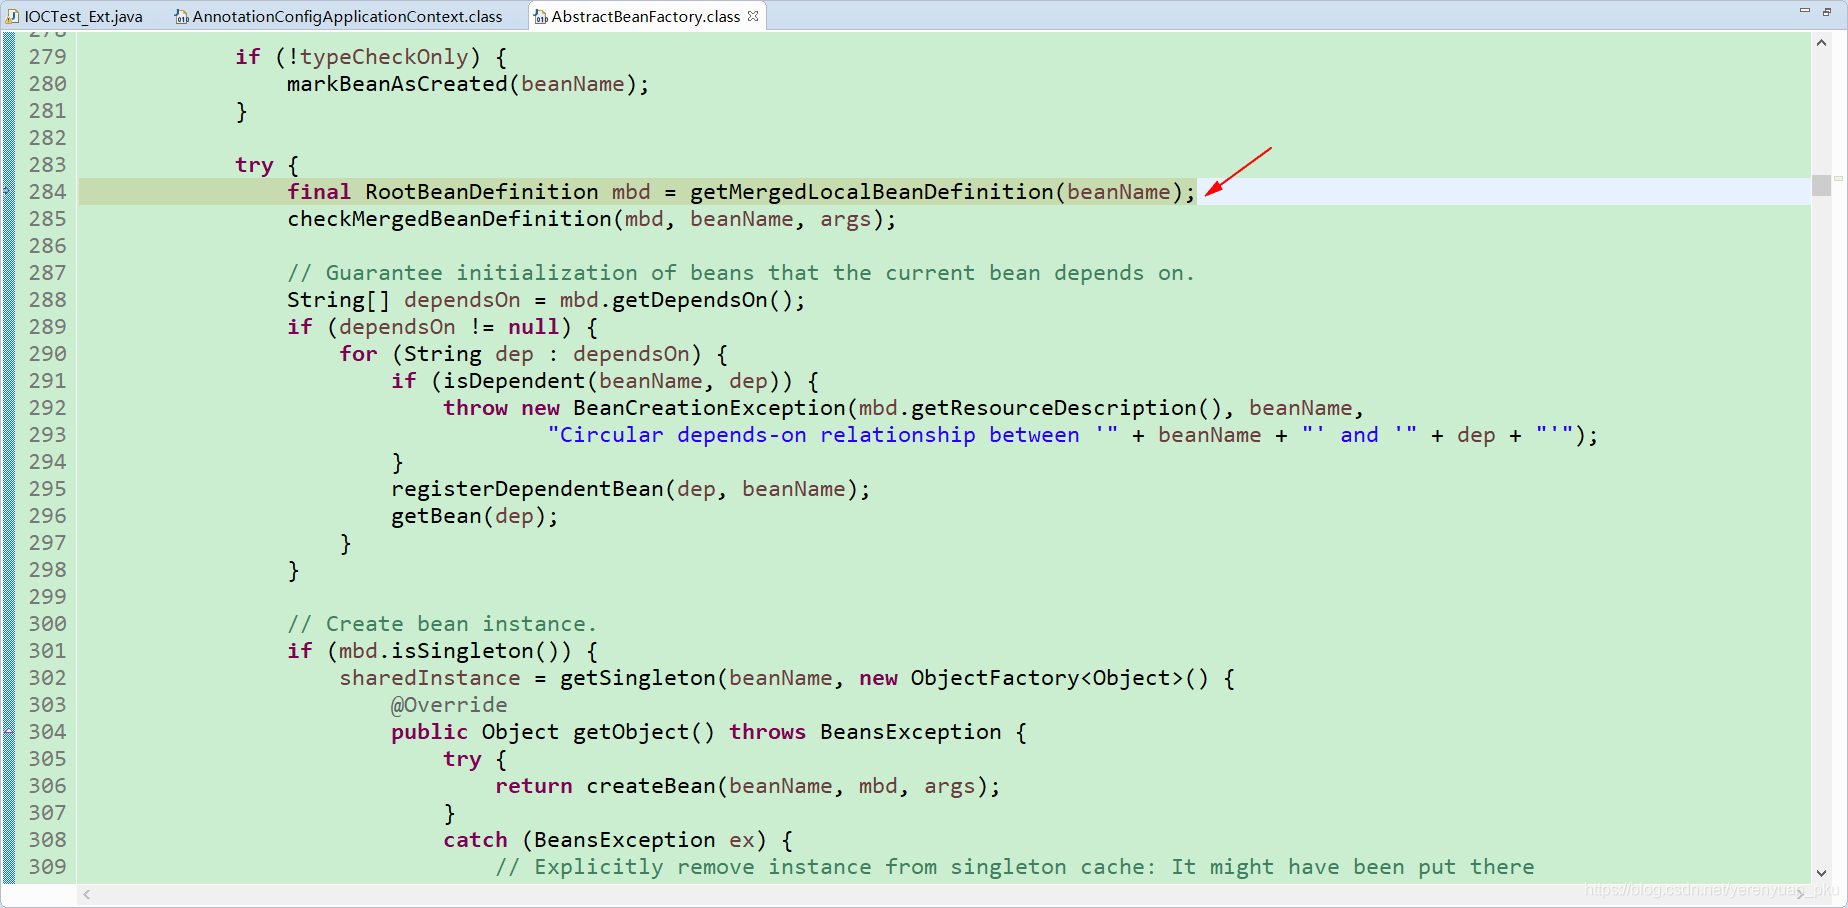 IOCTest_Ext.java AnnotationConfigApplicationContext.class AbstractBeanFactory.class
278
279 if (!typeCheckOnly) {
280 markBeanAsCreated(beanName);
281 }
282
283 try {
284 final RootBeanDefinition mbd = getMergedLocalBeanDefinition(beanName);
285 checkMergedBeanDefinition(mbd, beanName, args);
286
287 // Guarantee initialization of beans that the current bean depends on.
288 String[] dependsOn = mbd.getDependsOn();
289 if (dependsOn != null) {
290 for (String dep : dependsOn) {
291 if (isDependent(beanName, dep)) {
292 throw new BeanCreationException(mbd.getResourceDescription(), beanName,
293 "Circular depends-on relationship between '" + beanName + "' and '" + dep + "'");
294 }
295 registerDependentBean(dep, beanName);
296 getBean(dep);
297 }
298 }
299
300 // Create bean instance.
301 if (mbd.isSingleton()) {
302 sharedInstance = getSingleton(beanName, new ObjectFactory<Object>() {
303 @Override
304 public Object getObject() throws BeansException {
305 try {
306 return createBean(beanName, mbd, args);
307 }
308 catch (BeansException ex) {
309 // Explicitly remove instance from singleton cache: It might have been put there
https://blog.csdn.net/yerenyuan_pku